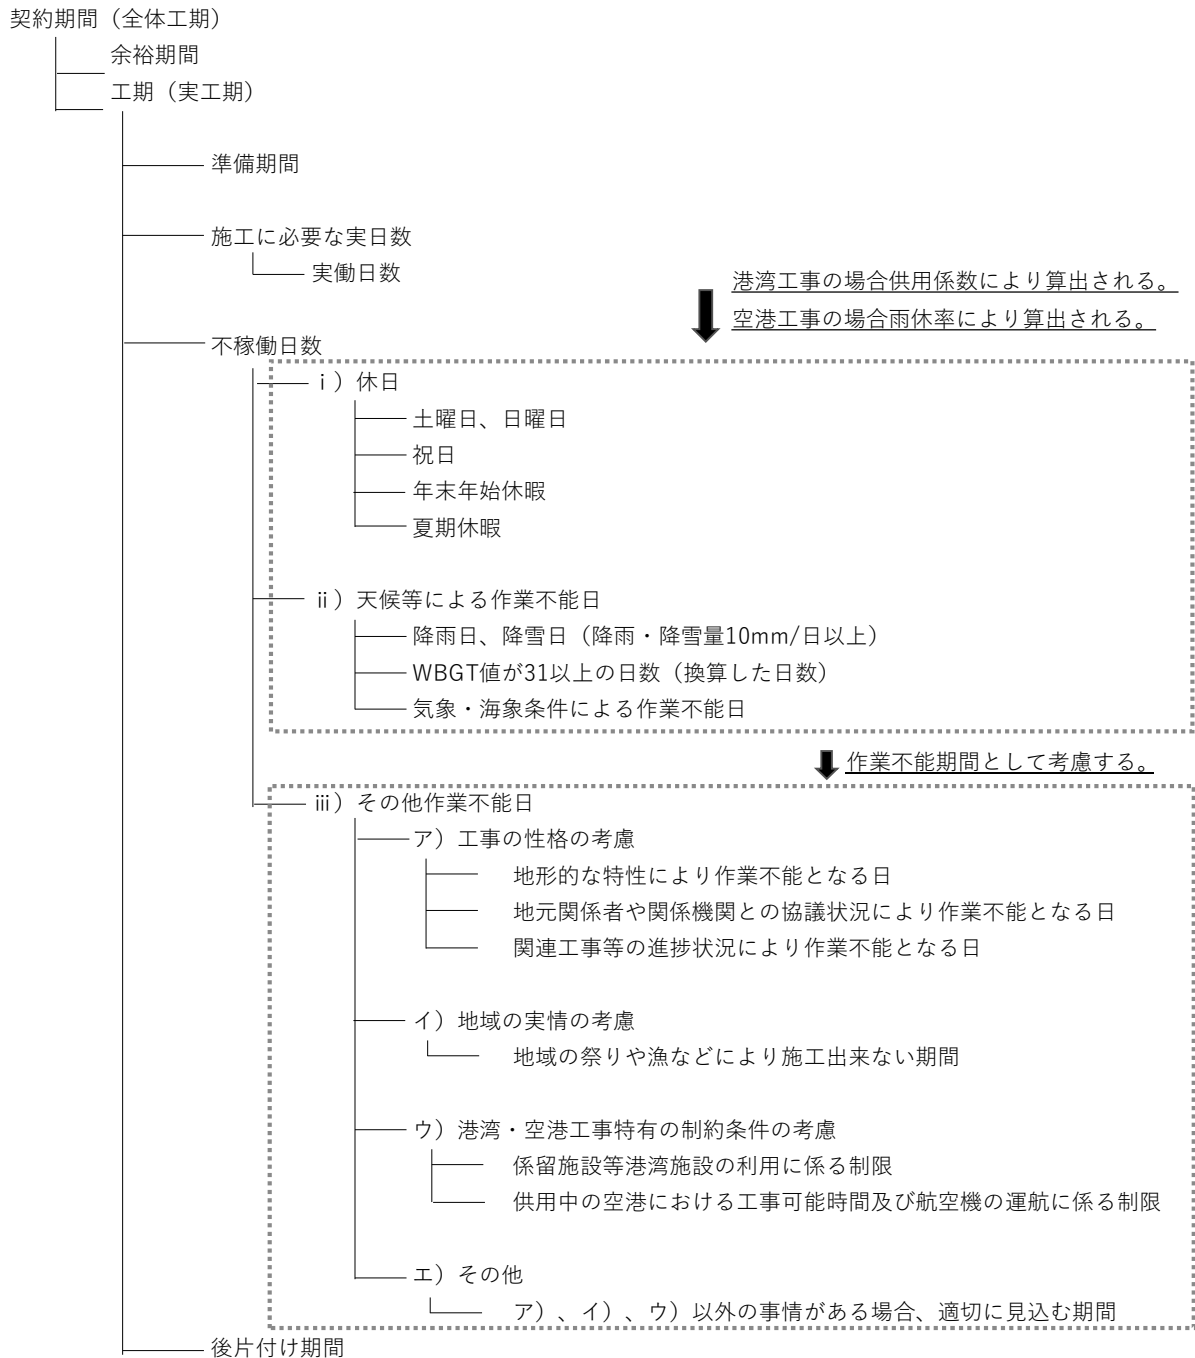 契約期間（全体工期）
余裕期間
工期（実工期）
準備期間
施工に必要な実日数
実働日数
港湾工事の場合供用係数により算出される。
空港工事の場合雨休率により算出される。
不稼働日数
ⅰ）休日
土曜日、日曜日
祝日
年末年始休暇
夏期休暇
ⅱ）天候等による作業不能日
降雨日、降雪日（降雨・降雪量10mm/日以上）
WBGT値が31以上の日数（換算した日数）
気象・海象条件による作業不能日
作業不能期間として考慮する。
ⅲ）その他作業不能日
ア）工事の性格の考慮
地形的な特性により作業不能となる日
地元関係者や関係機関との協議状況により作業不能となる日
関連工事等の進捗状況により作業不能となる日
イ）地域の実情の考慮
地域の祭りや漁などにより施工出来ない期間
ウ）港湾・空港工事特有の制約条件の考慮
係留施設等港湾施設の利用に係る制限
供用中の空港における工事可能時間及び航空機の運航に係る制限
エ）その他
ア）、イ）、ウ）以外の事情がある場合、適切に見込む期間
後片付け期間